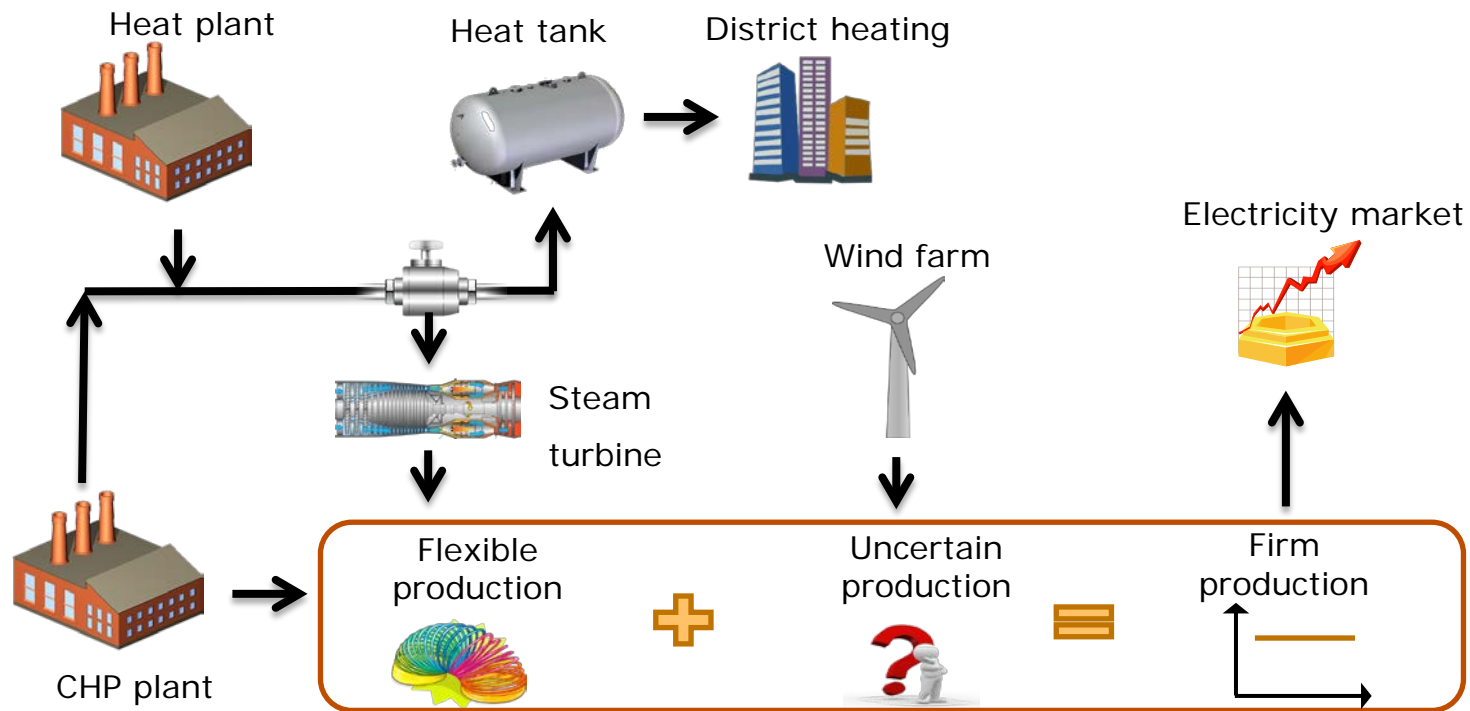 Heat plant
Heat tank
District heating
Electricity market
Wind farm
Steam
turbine
Flexible
production
Uncertain
production
Firm
production
CHP plant